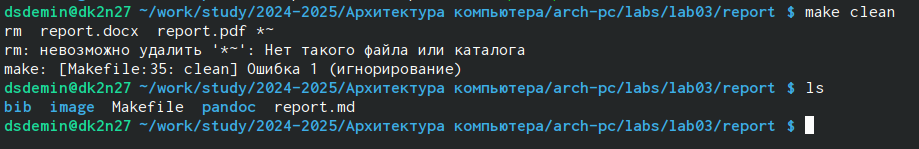 dsdemin@dk2n27 ~/work/study/2024-2025/Архитектура компьютера/arch-pc/labs/lab03/report $ make clean
rm  report.docx  report.pdf *~
rm: невозможно удалить '*~': Нет такого файла или каталога
make: [Makefile:35: clean] Ошибка 1 (игнорирование)
dsdemin@dk2n27 ~/work/study/2024-2025/Архитектура компьютера/arch-pc/labs/lab03/report $ ls
bib  image  Makefile  pandoc  report.md
dsdemin@dk2n27 ~/work/study/2024-2025/Архитектура компьютера/arch-pc/labs/lab03/report $